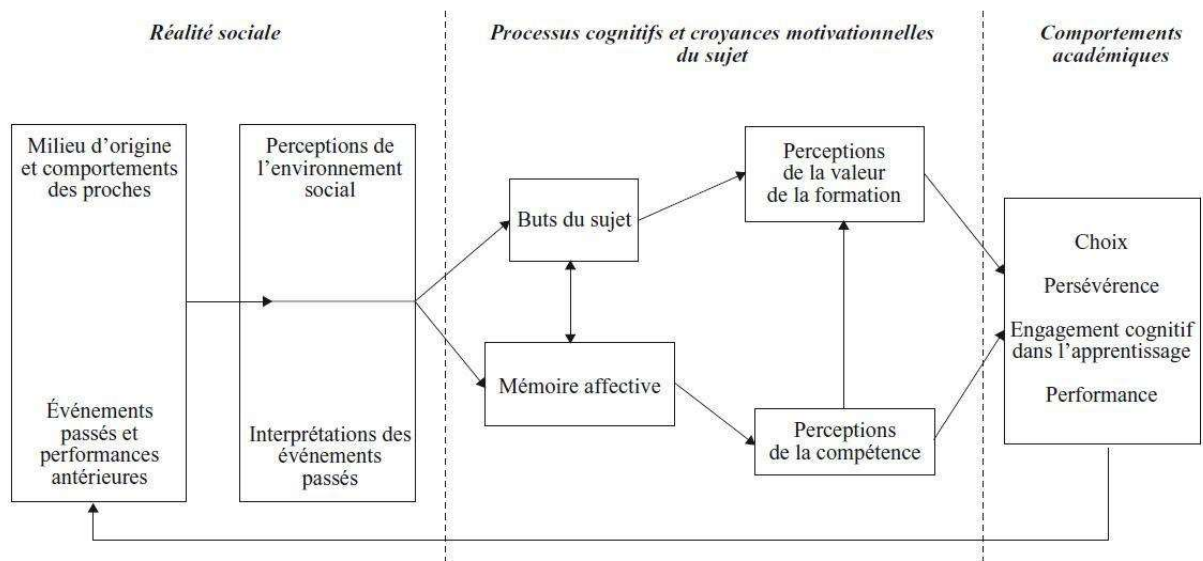 Réalité sociale
Processus cognitifs et croyances motivationnelles
du sujet
Comportements
académiques
Milieu d'origine
et comportements
des proches
Événements
passés et
performances
antérieures
Perceptions de
l'environnement
social
Interprétations des
événements
passés
Buts du sujet
Mémoire affective
Perceptions
de la valeur
de la formation
Perceptions
de la compétence
Choix
Persévérence
Engagement cognitif
dans l'apprentissage
Performance